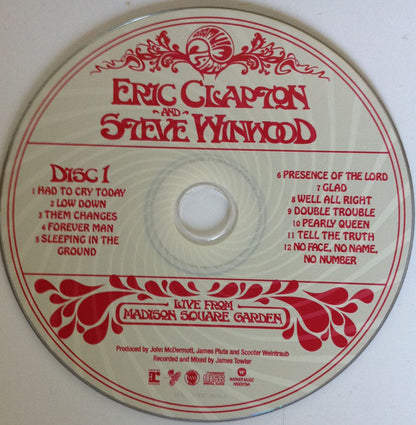 ERIC CLAPTON
AND
STEVE WINWOOD
DISC 1
1 HAD TO CRY TODAY
2 LOW DOWN
3 THEM CHANGES
4 FOREVER MAN
5 SLEEPING IN THE
GROUND
6 PRESENCE OF THE LORD
7 GLAD
8 WELL ALL RIGHT
9 DOUBLE TROUBLE
10 PEARLY QUEEN
11 TELL THE TRUTH
12 NO FACE, NO NAME,
NO NUMBER
LIVE FROM
MADISON SQUARE GARDEN
Produced by John McDermott, James Pluta and Scooter Weintraub
Recorded and Mixed by James Towler
WARNER MUSIC
ARGENTINA